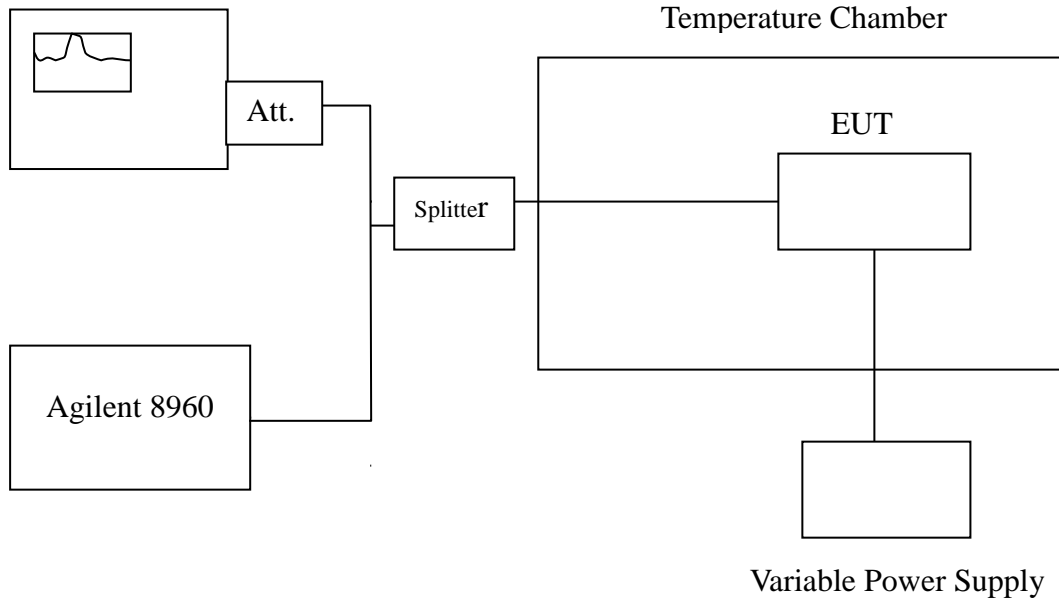 Temperature Chamber
Att.
EUT
Splitter
Agilent 8960
Variable Power Supply